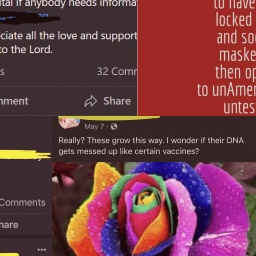 ital if anybody needs informa
ciate all the love and support
to the Lord.
s
32 Comm
mment
Share
to have
locked
and so
maske
then op
to unAmer
untes
May 7
Really? These grow this way. I wonder if their DNA
gets messed up like certain vaccines?
Comments
hare